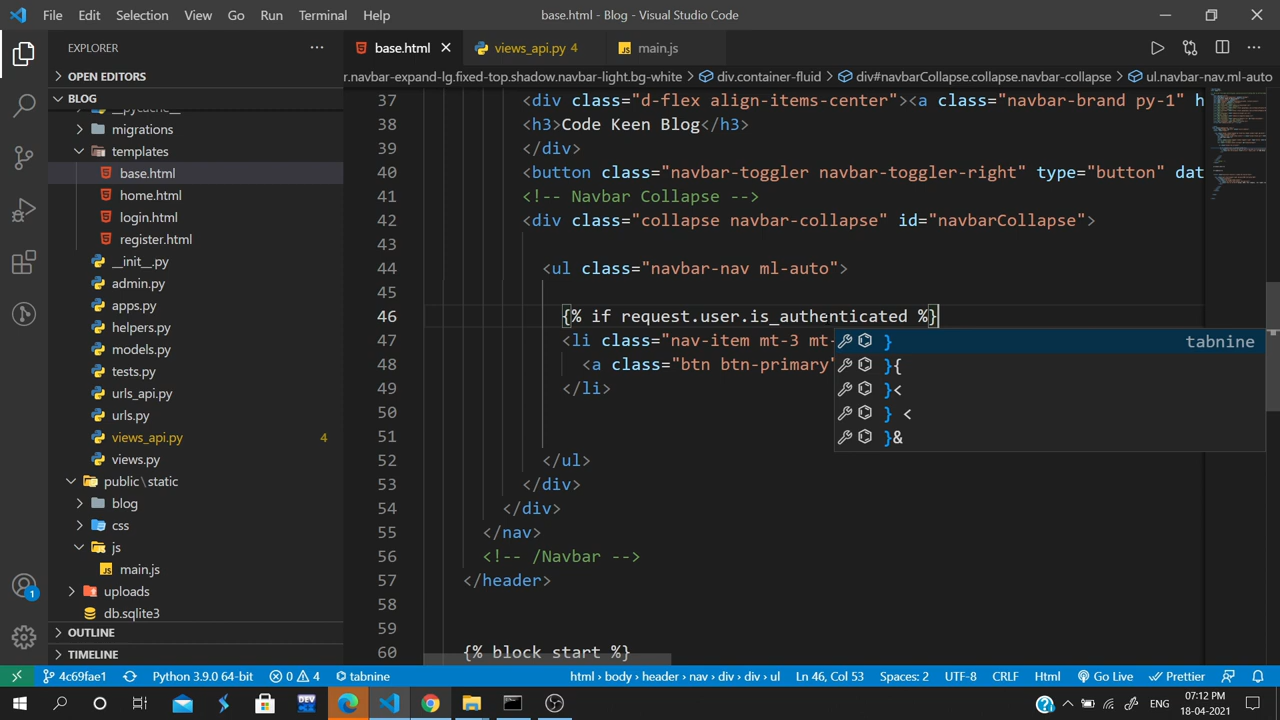 File Edit Selection View Go Run Terminal Help
base.html - Blog - Visual Studio Code
EXPLORER
OPEN EDITORS
BLOG
__pycache__
migrations
templates
base.html
home.html
login.html
register.html
__init__.py
admin.py
apps.py
helpers.py
models.py
tests.py
urls_api.py
urls.py
views_api.py 4
views.py
public\static
blog
css
js
main.js
uploads
db.sqlite3
OUTLINE
TIMELINE
base.html views_api.py 4 main.js
r.navbar-expand-lg.fixed-top.shadow.navbar-light.bg-white div.container-fluid div#navbarCollapse.collapse.navbar-collapse ul.navbar-nav.ml-auto
37 <div class="d-flex align-items-center"><a class="navbar-brand py-1" h
38 <h3>Code Keen Blog</h3>
39 </div>
40 <button class="navbar-toggler navbar-toggler-right" type="button" dat
41 <!-- Navbar Collapse -->
42 <div class="collapse navbar-collapse" id="navbarCollapse">
43
44 <ul class="navbar-nav ml-auto">
45
46 {% if request.user.is_authenticated %}
47 <li class="nav-item mt-3 mt-
48 <a class="btn btn-primary"
49 </li>
50
51
52 </ul>
53 </div>
54 </div>
55 </nav>
56 <!-- /Navbar -->
57 </header>
58
59
60 {% block start %}
} tabnine
}{
}<
} <
}&
1
4c69fae1 Python 3.9.0 64-bit 0 4 tabnine
html › body › header › nav › div › div › ul Ln 46, Col 53 Spaces: 2 UTF-8 CRLF Html Go Live Prettier
ENG 07:12 PM
18-04-2021